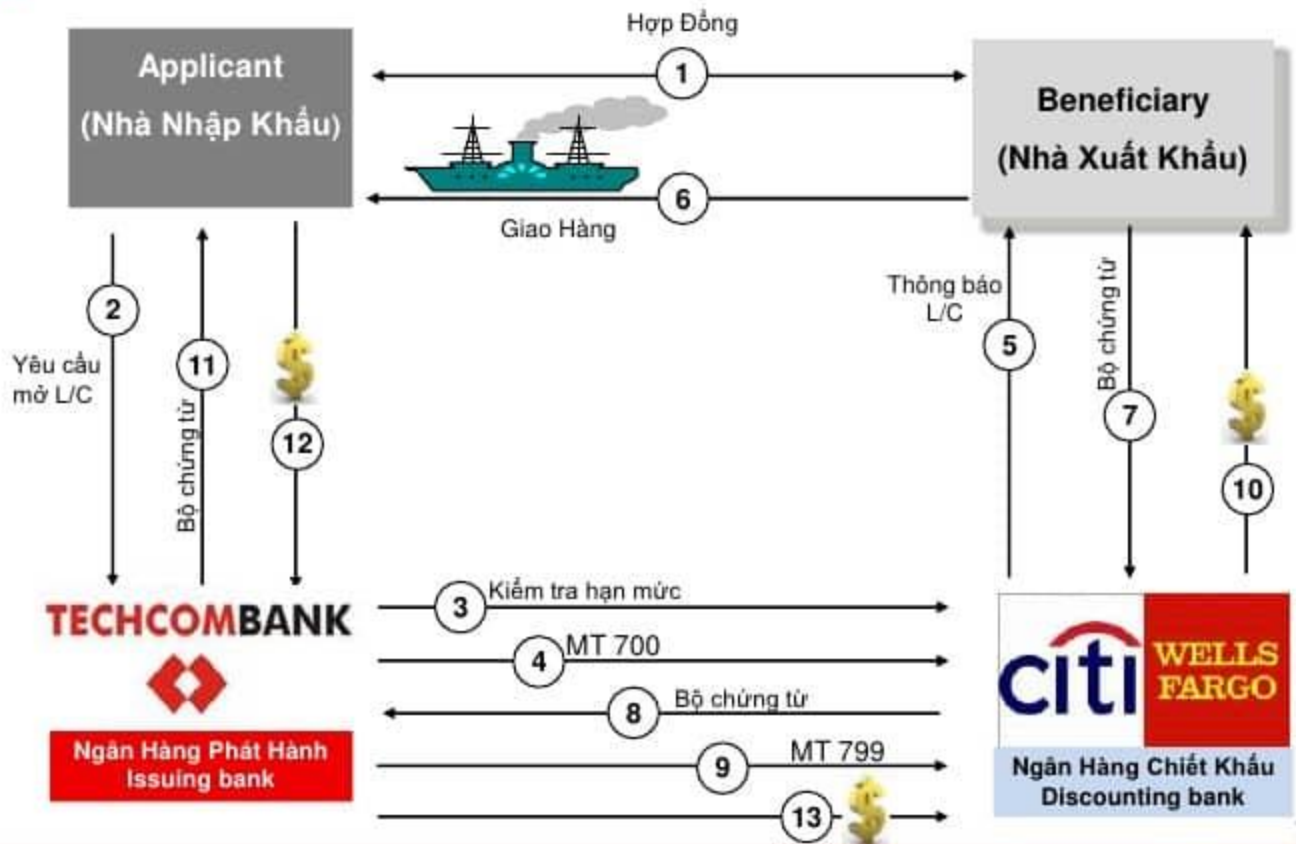 Hợp Đồng
1
Applicant
(Nhà Nhập Khẩu)
Beneficiary
(Nhà Xuất Khẩu)
6
Giao Hàng
2
Yêu cầu
mở L/C
11
Bộ chứng từ
12
Thông báo
L/C
5
Bộ chứng từ
7
10
TECHCOMBANK
Ngân Hàng Phát Hành
Issuing bank
3
Kiểm tra hạn mức
4
MT 700
8
Bộ chứng từ
9
MT 799
13
citi
WELLS
FARGO
Ngân Hàng Chiết Khấu
Discounting bank